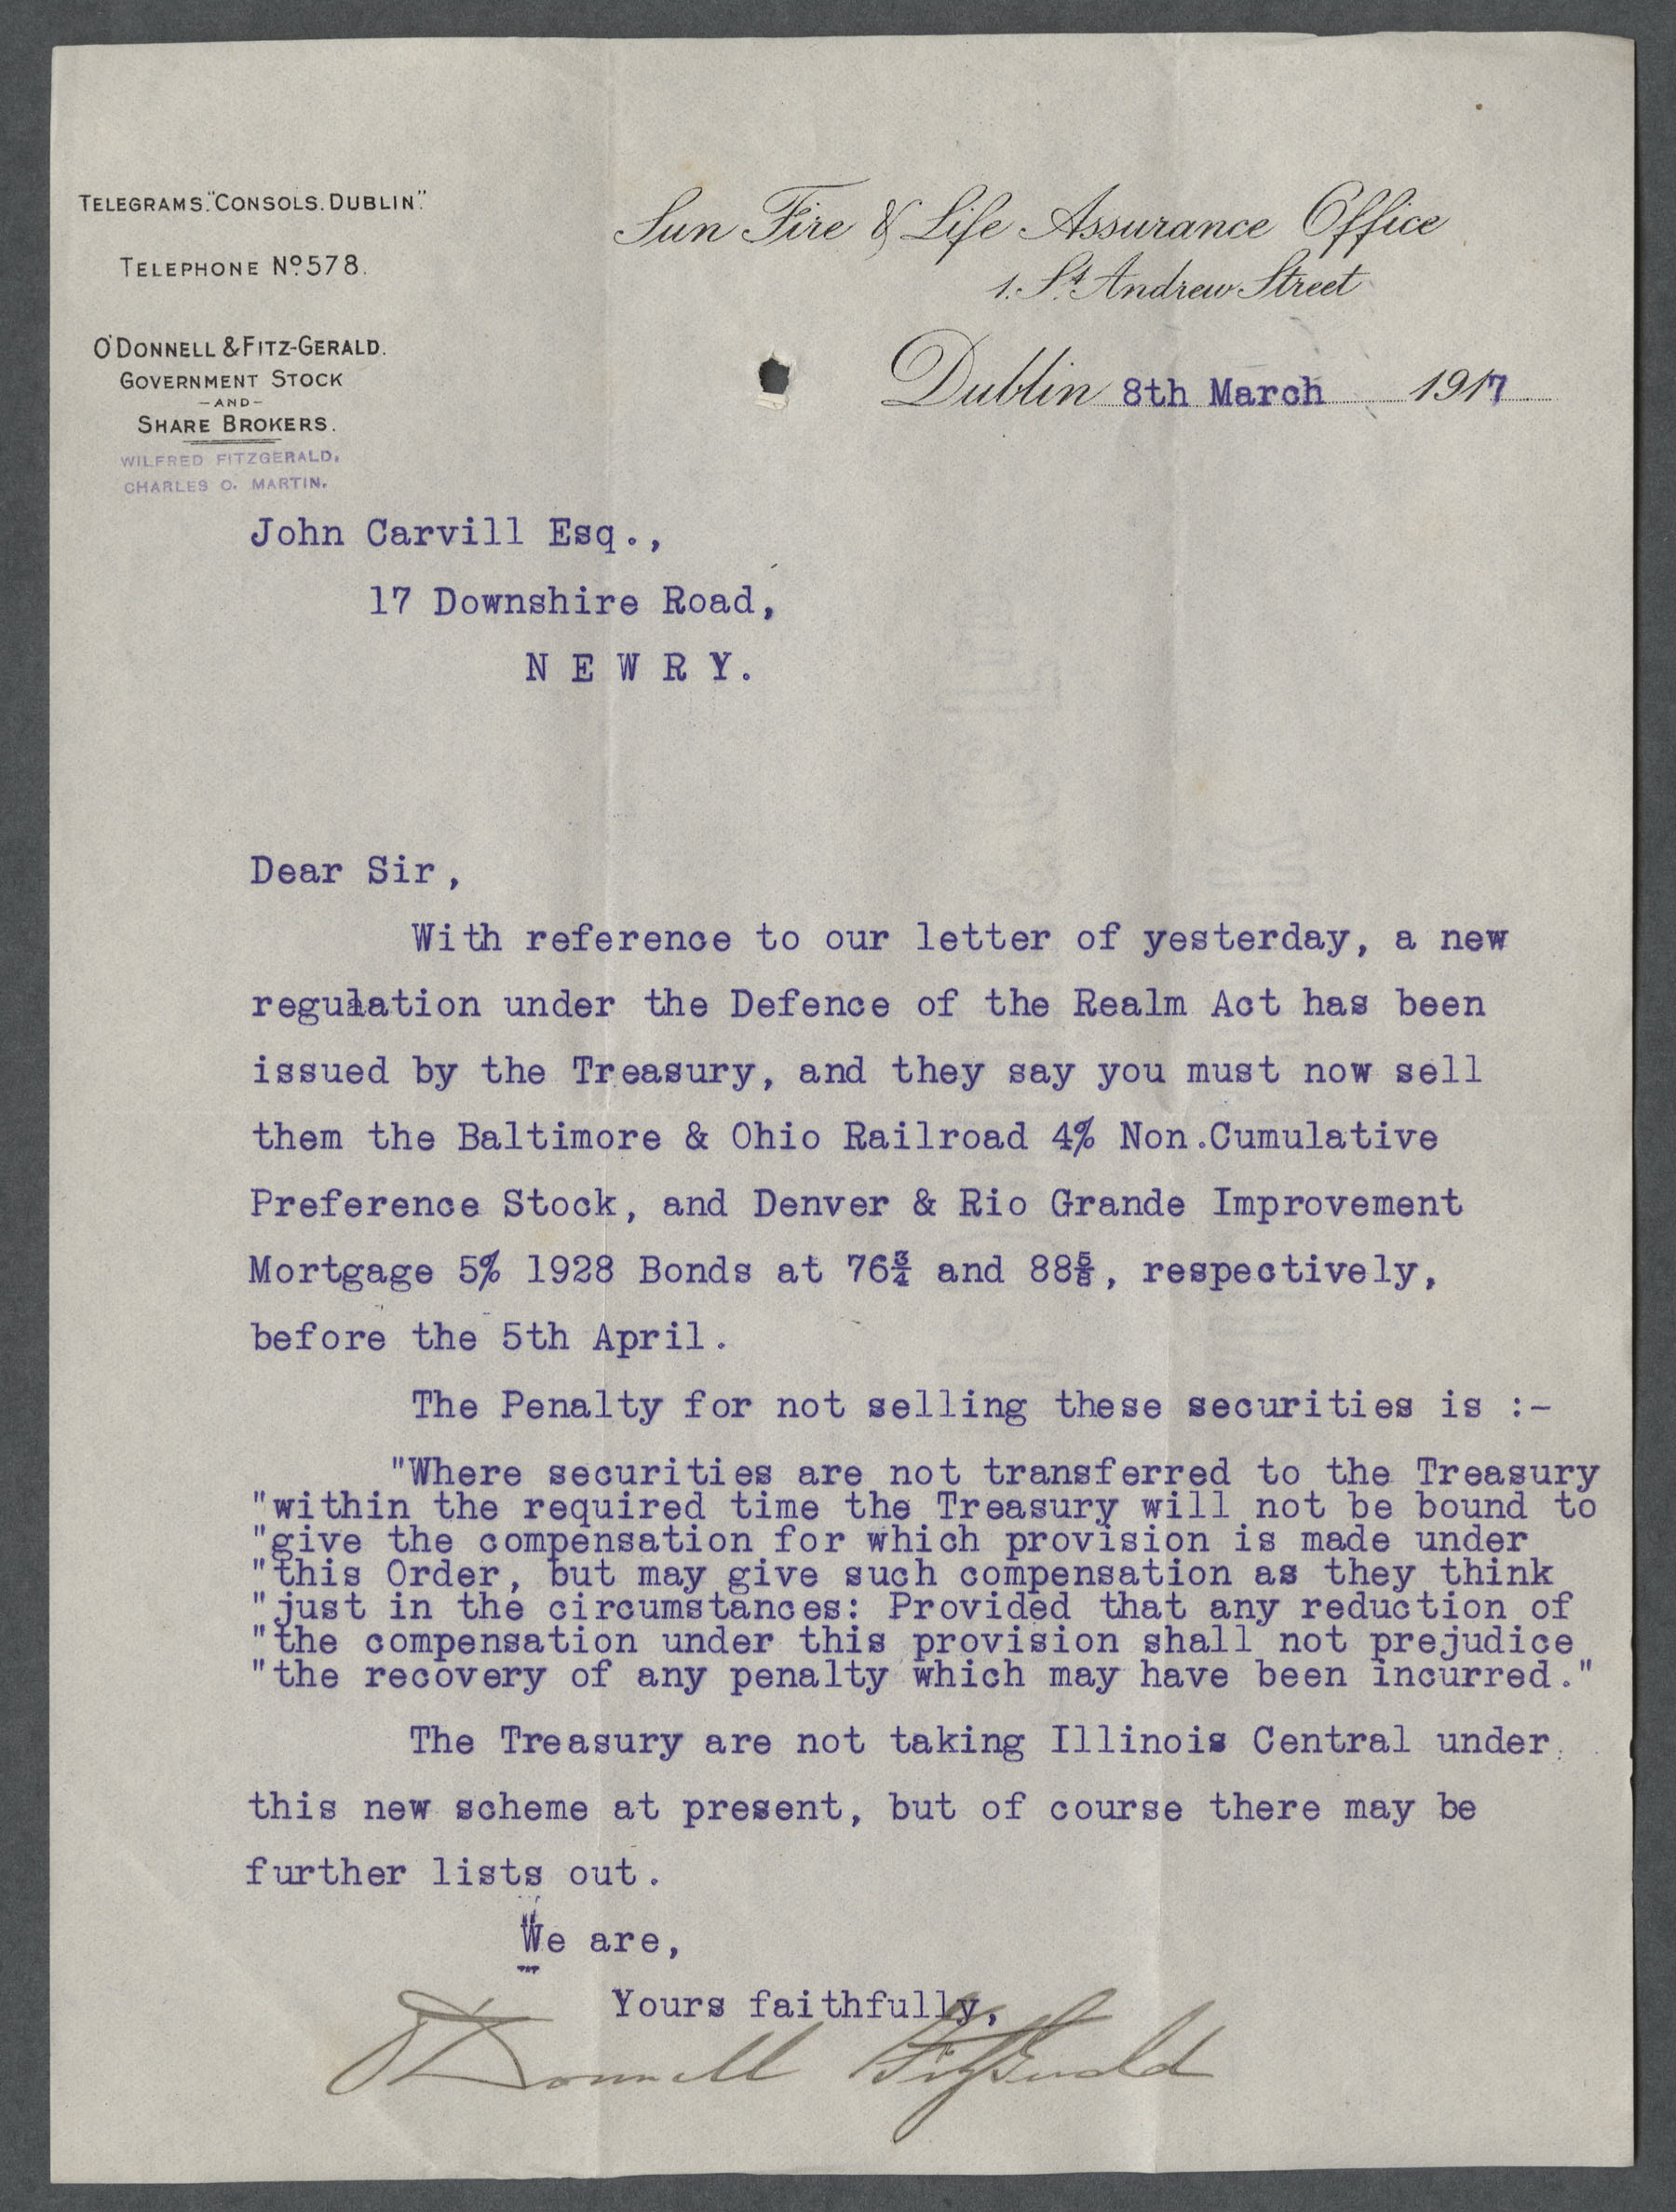 TELEGRAMS. "CONSOLS. DUBLIN."
TELEPHONE No. 578.
O'DONNELL & FITZ-GERALD.
GOVERNMENT STOCK
-AND-
SHARE BROKERS.
WILFRED FITZGERALD.
CHARLES O. MARTIN.
Sun Fire & Life Assurance Office
1. St. Andrew Street
Dublin 8th March 1917
John Carvill Esq.,
17 Downshire Road,
N E W R Y.
Dear Sir,
With reference to our letter of yesterday, a new
regulation under the Defence of the Realm Act has been
issued by the Treasury, and they say you must now sell
them the Baltimore & Ohio Railroad 4% Non.Cumulative
Preference Stock, and Denver & Rio Grande Improvement
Mortgage 5% 1928 Bonds at 76¾ and 88⅝, respectively,
before the 5th April.
The Penalty for not selling these securities is :-
"Where securities are not transferred to the Treasury
"within the required time the Treasury will not be bound to
"give the compensation for which provision is made under
"this Order, but may give such compensation as they think
"just in the circumstances: Provided that any reduction of
"the compensation under this provision shall not prejudice
"the recovery of any penalty which may have been incurred."
The Treasury are not taking Illinois Central under
this new scheme at present, but of course there may be
further lists out.
We are,
Yours faithfully,
O'Donnell FitzGerald